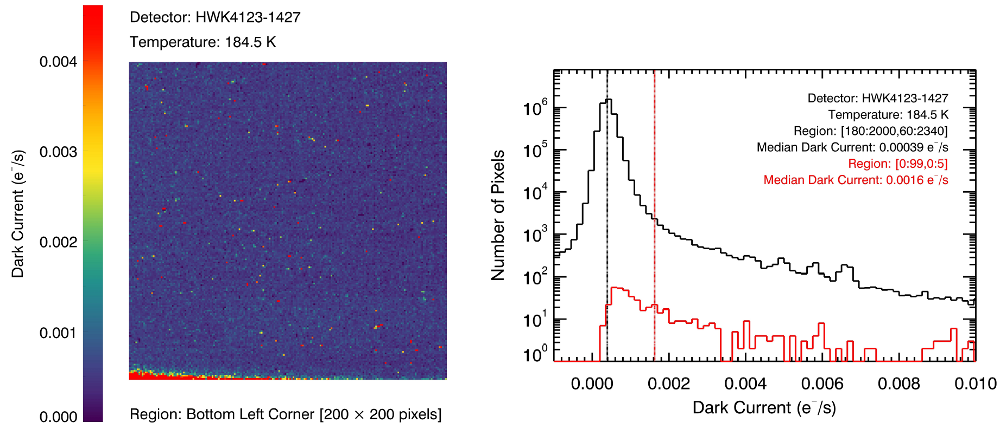 Detector: HWK4123-1427
Temperature: 184.5 K
0.004
0.003
0.002
0.001
0.000
Dark Current (e⁻/s)
Region: Bottom Left Corner [200 × 200 pixels]
Detector: HWK4123-1427
Temperature: 184.5 K
Region: [180:2000,60:2340]
Median Dark Current: 0.00039 e⁻/s
Region: [0:99,0:5]
Median Dark Current: 0.0016 e⁻/s
Number of Pixels
10⁶
10⁵
10⁴
10³
10²
10¹
10⁰
0.000 0.002 0.004 0.006 0.008 0.010
Dark Current (e⁻/s)